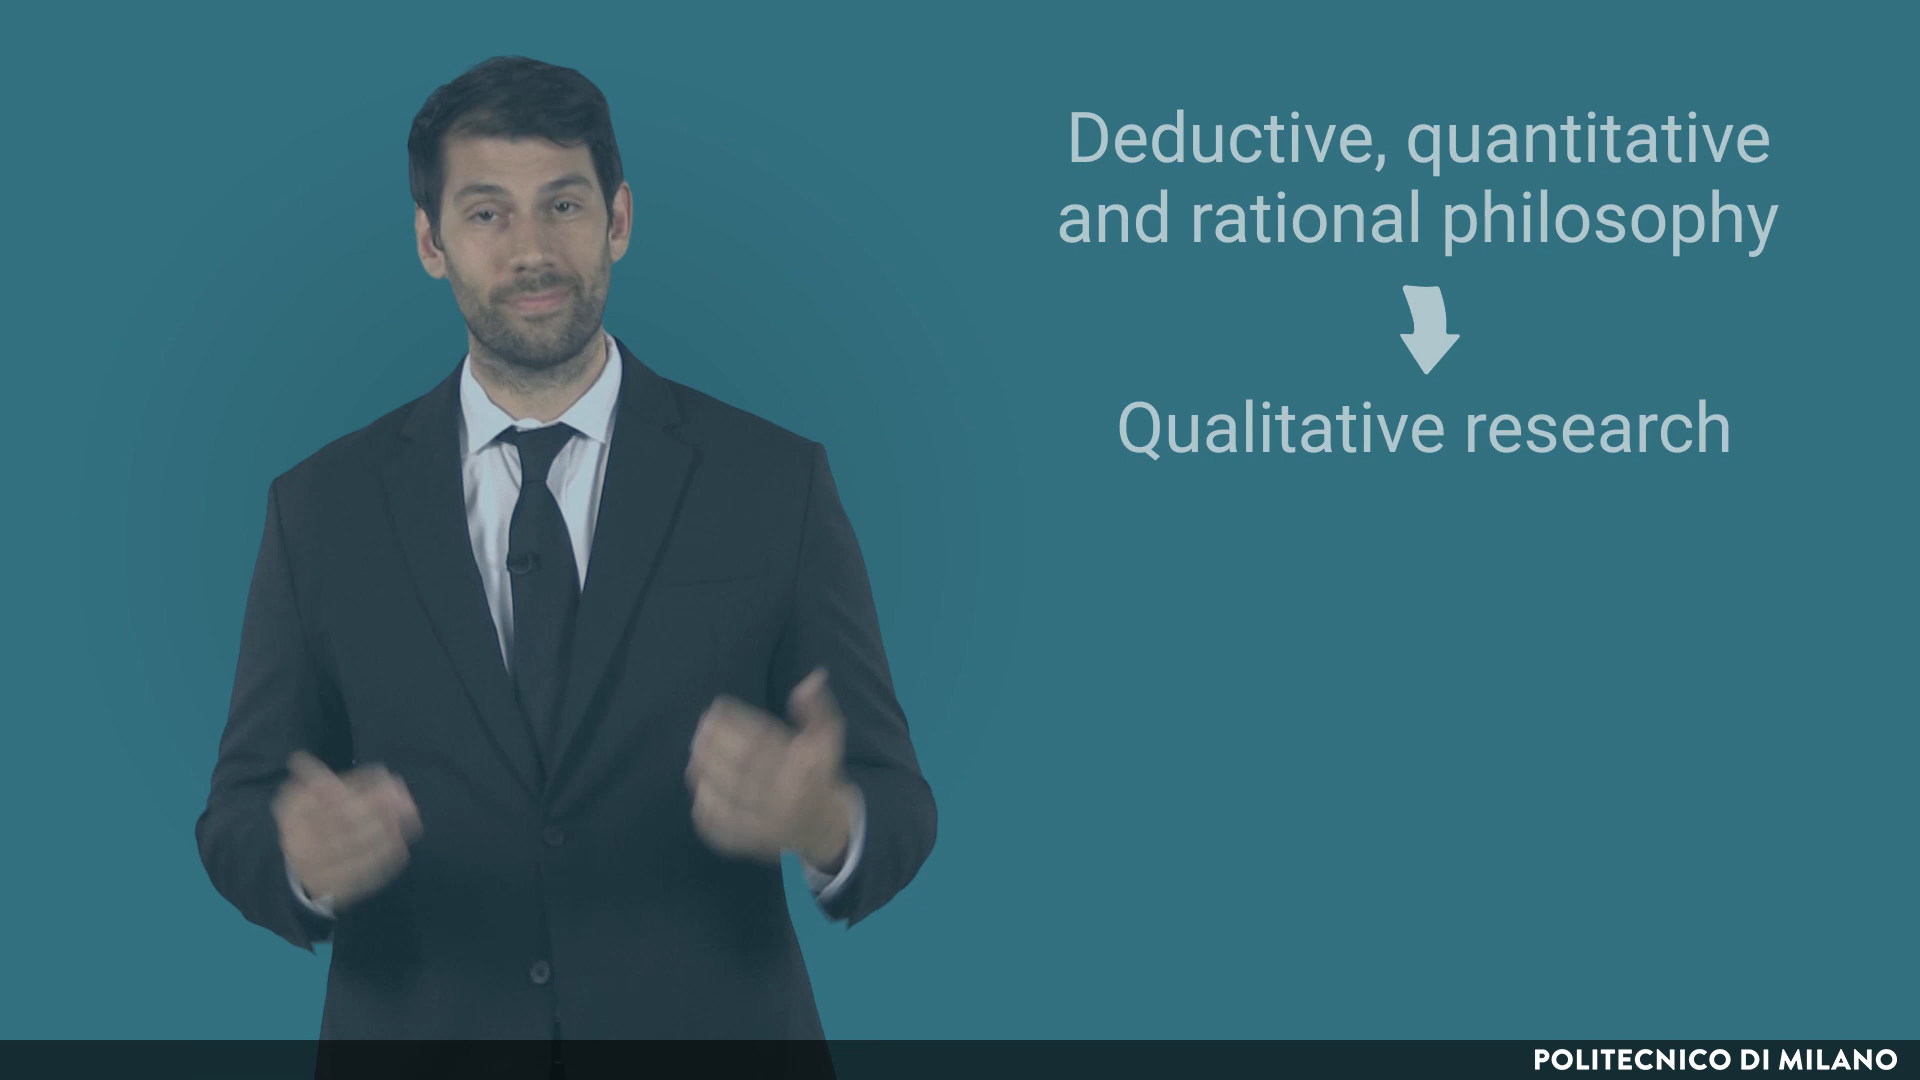 Deductive, quantitative
and rational philosophy
Qualitative research
POLITECNICO DI MILANO